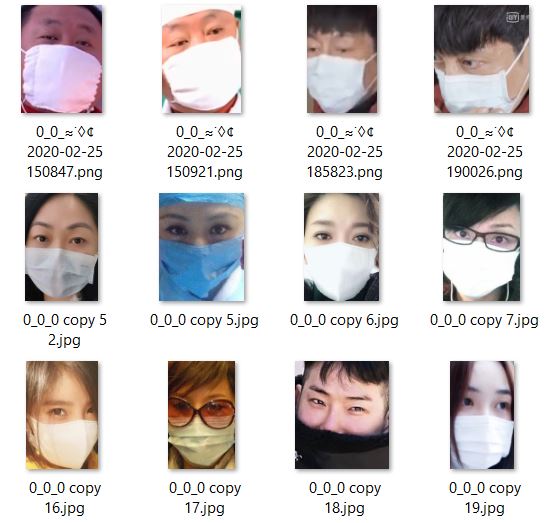 0_0_≈˙◊¢
2020-02-25
150847.png
0_0_≈˙◊¢
2020-02-25
150921.png
0_0_≈˙◊¢
2020-02-25
185823.png
0_0_≈˙◊¢
2020-02-25
190026.png
0_0_0 copy 5
2.jpg
0_0_0 copy 5.jpg
0_0_0 copy 6.jpg
0_0_0 copy 7.jpg
0_0_0 copy
16.jpg
0_0_0 copy
17.jpg
0_0_0 copy
18.jpg
0_0_0 copy
19.jpg